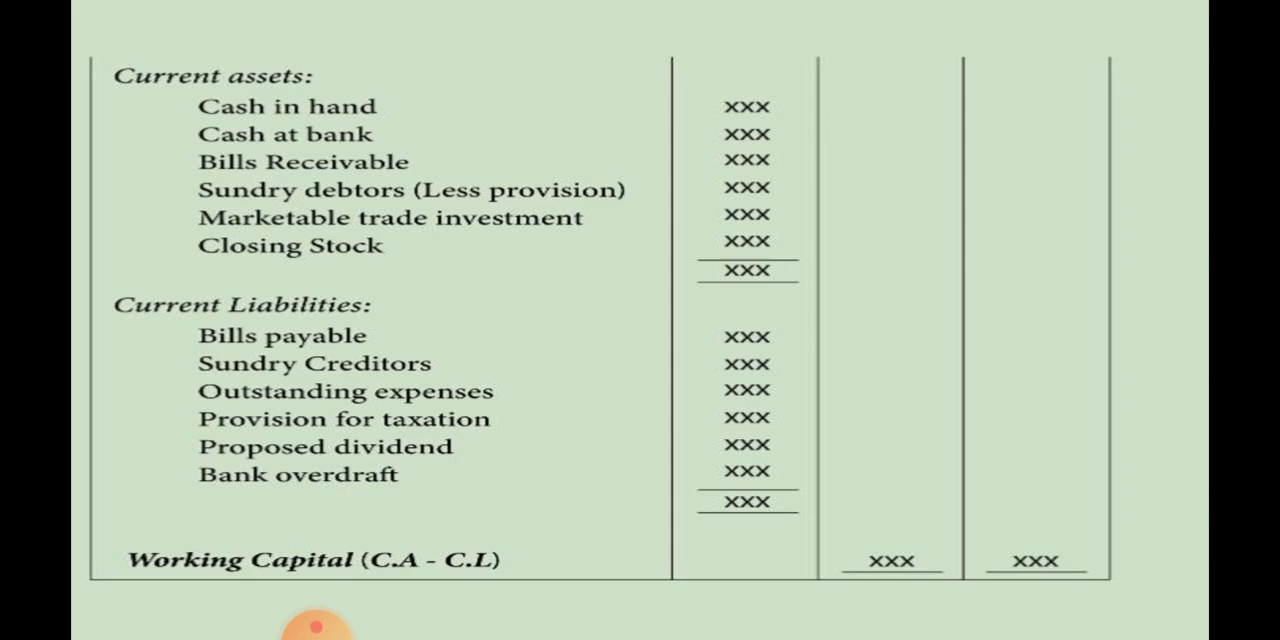 Current assets:
Cash in hand xxx
Cash at bank xxx
Bills Receivable xxx
Sundry debtors (Less provision) xxx
Marketable trade investment xxx
Closing Stock xxx
xxx
Current Liabilities:
Bills payable xxx
Sundry Creditors xxx
Outstanding expenses xxx
Provision for taxation xxx
Proposed dividend xxx
Bank overdraft xxx
xxx
Working Capital (C.A - C.L) xxx xxx